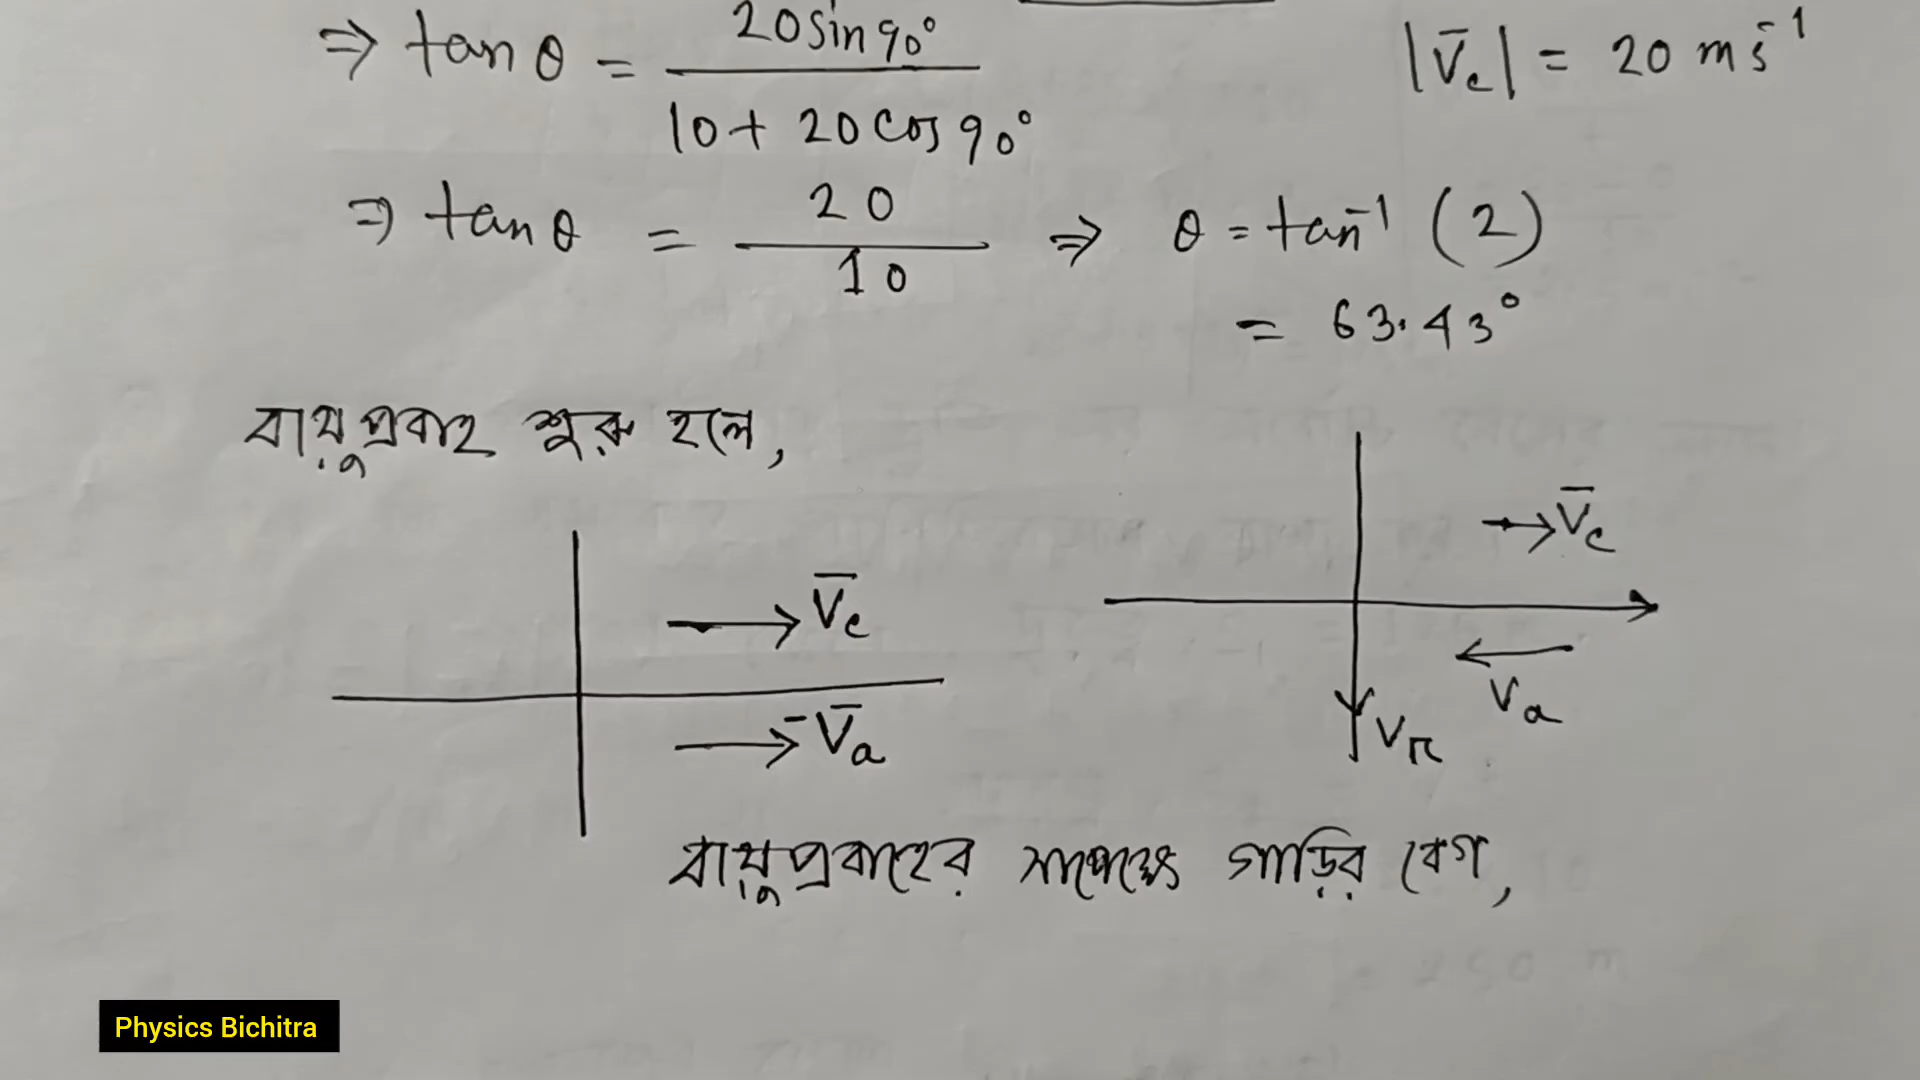 ⇒ tan θ = 20 sin 90° / 10 + 20 cos 90°
|V̄c| = 20 ms⁻¹
⇒ tan θ = 20 / 10 ⇒ θ = tan⁻¹ (2)
= 63.43°
বায়ুপ্রবাহ শুরু হলে,
V̄c
-V̄a
V̄c
Va
Vr
বায়ুপ্রবাহের সাপেক্ষে গাড়ির বেগ,
Physics Bichitra